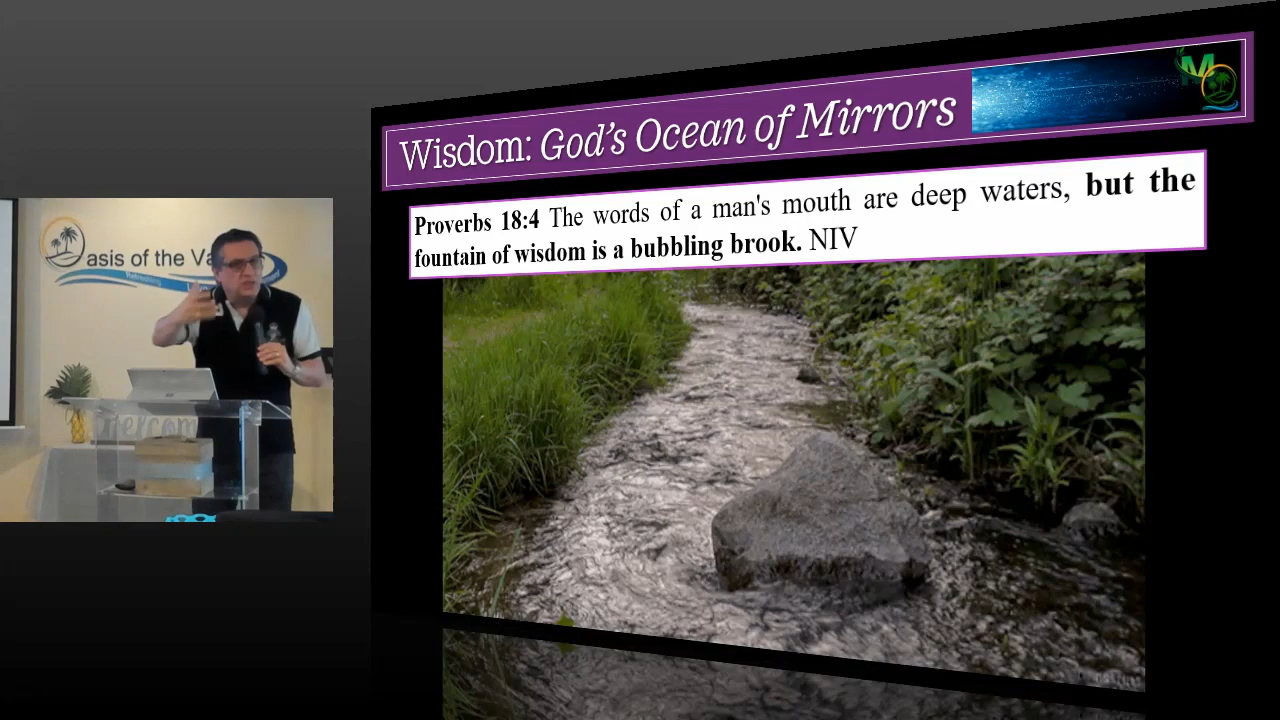 Wisdom: God's Ocean of Mirrors
Proverbs 18:4 The words of a man's mouth are deep waters, but the
fountain of wisdom is a bubbling brook. NIV
Oasis of the Va
Refreshing